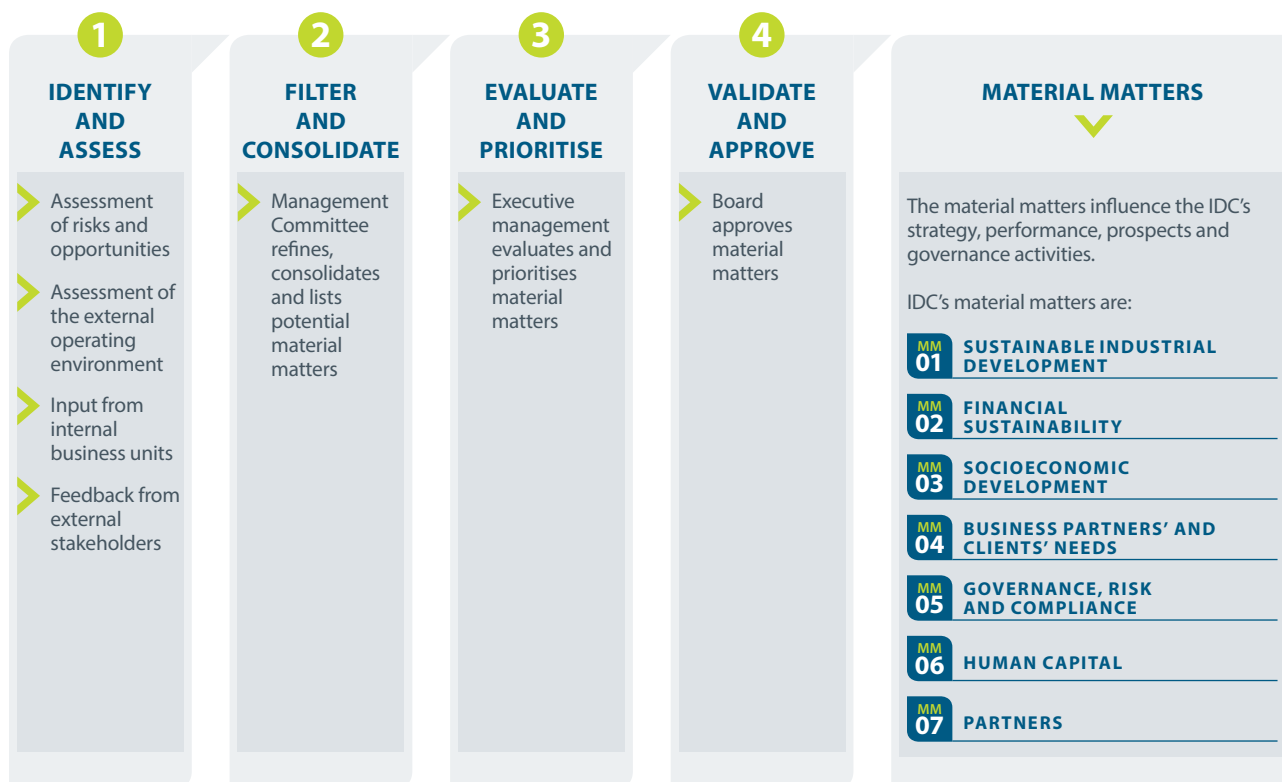 1
IDENTIFY
AND
ASSESS
Assessment
of risks and
opportunities
Assessment of
the external
operating
environment
Input from
internal
business units
Feedback from
external
stakeholders
2
FILTER
AND
CONSOLIDATE
Management
Committee
refines,
consolidates
and lists
potential
material
matters
3
EVALUATE
AND
PRIORITISE
Executive
management
evaluates and
prioritises
material
matters
4
VALIDATE
AND
APPROVE
Board
approves
material
matters
MATERIAL MATTERS
The material matters influence the IDC's
strategy, performance, prospects and
governance activities.
IDC's material matters are:
MM
01
SUSTAINABLE INDUSTRIAL
DEVELOPMENT
MM
02
FINANCIAL
SUSTAINABILITY
MM
03
SOCIOECONOMIC
DEVELOPMENT
MM
04
BUSINESS PARTNERS' AND
CLIENTS' NEEDS
MM
05
GOVERNANCE, RISK
AND COMPLIANCE
MM
06
HUMAN CAPITAL
MM
07
PARTNERS